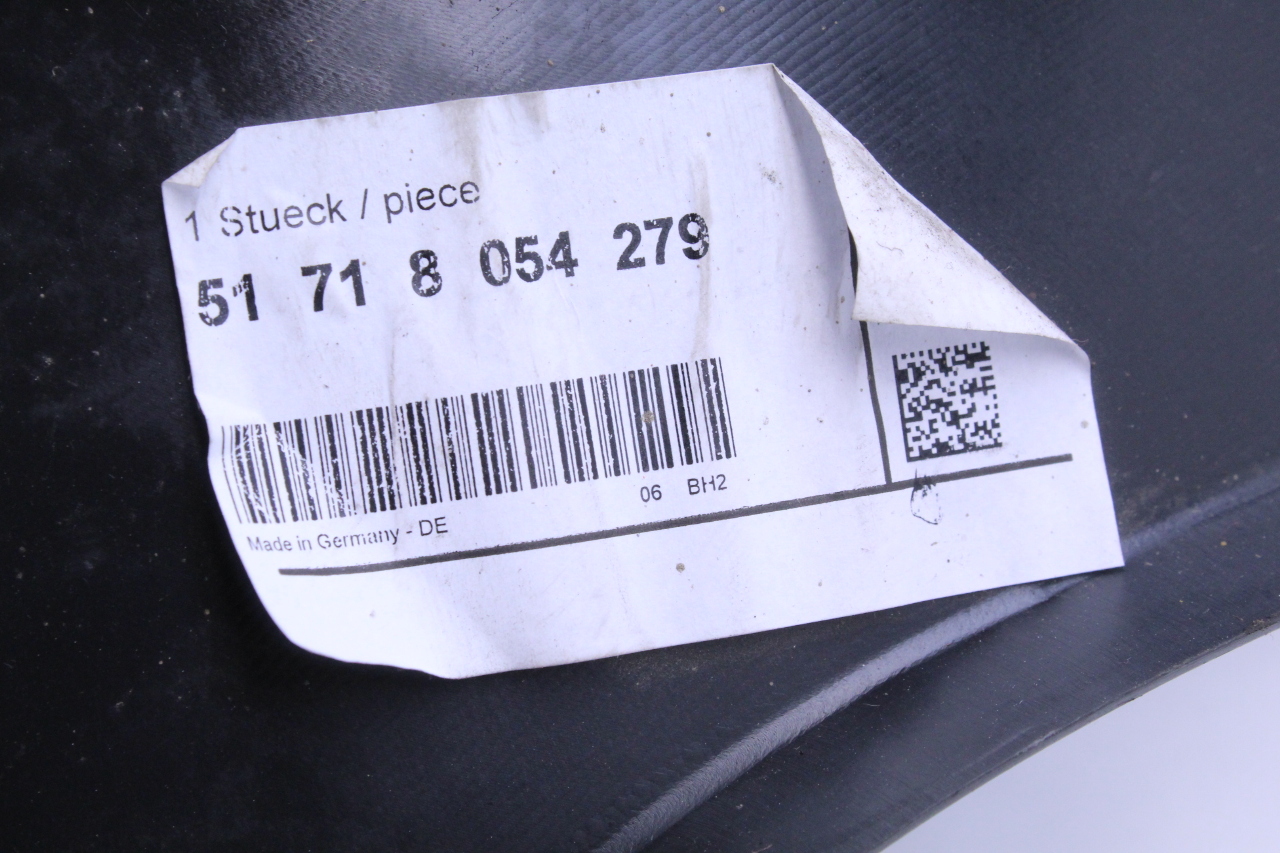 1 Stueck / piece
51 71 8 054 279
06 BH2
Made in Germany - DE